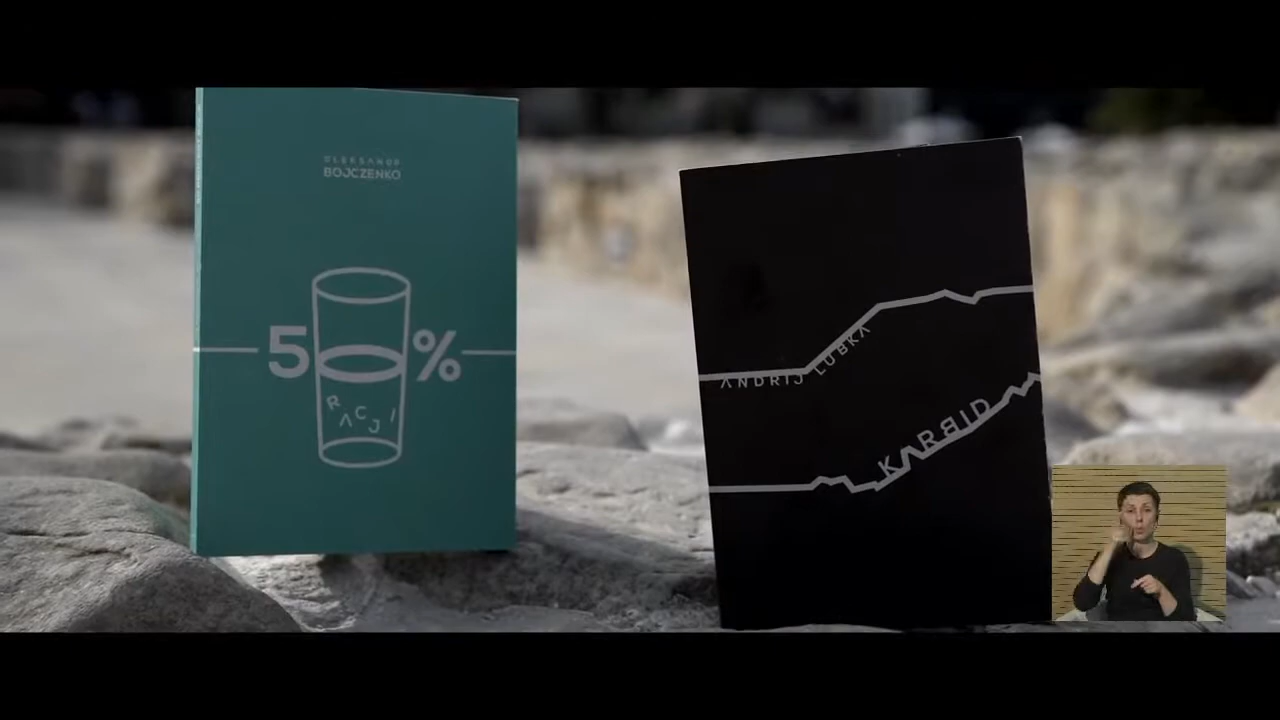 OLEKSANDR
BOJCZENKO
5 %
RACJI
ANDRIJ LUBKA
KARBID